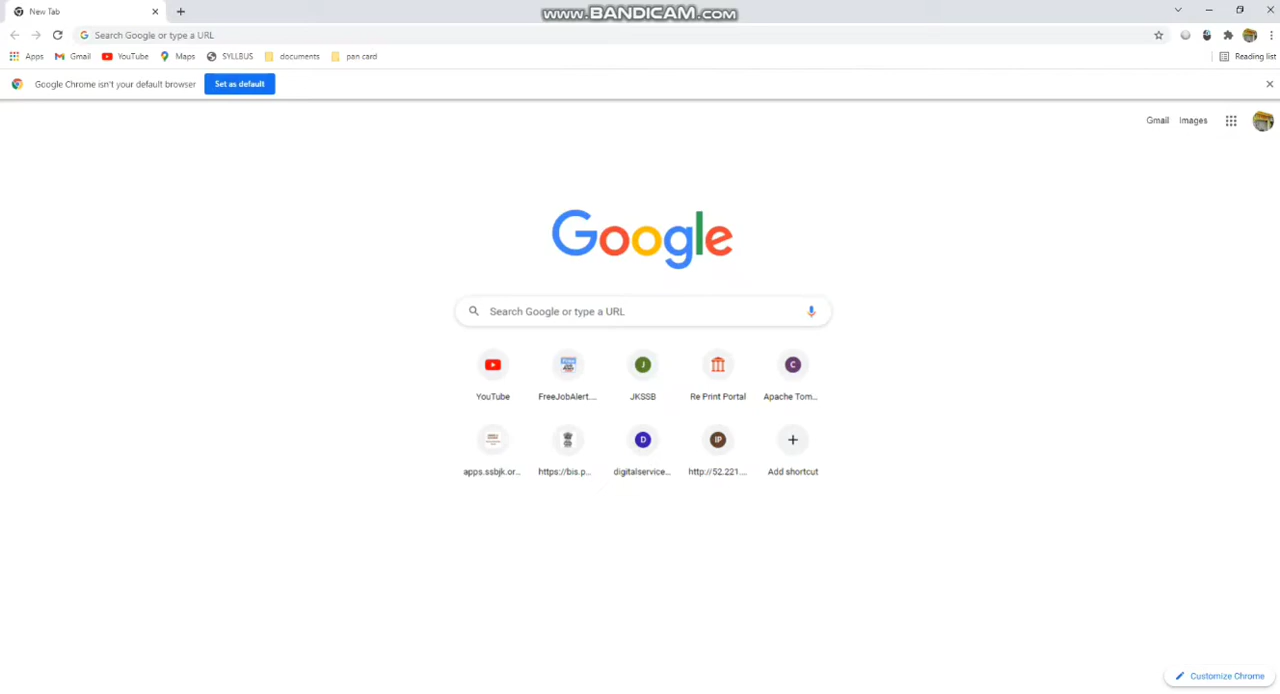 New Tab
www.BANDICAM.com
Search Google or type a URL
Apps Gmail YouTube Maps SYLLBUS documents pan card Reading list
Google Chrome isn't your default browser Set as default
Gmail Images
Google
Search Google or type a URL
YouTube FreeJobAlert.... J JKSSB Re Print Portal C Apache Tom...
apps.ssbjk.or... https://bis.p... D digitalservice... IP http://52.221.... Add shortcut
Customize Chrome